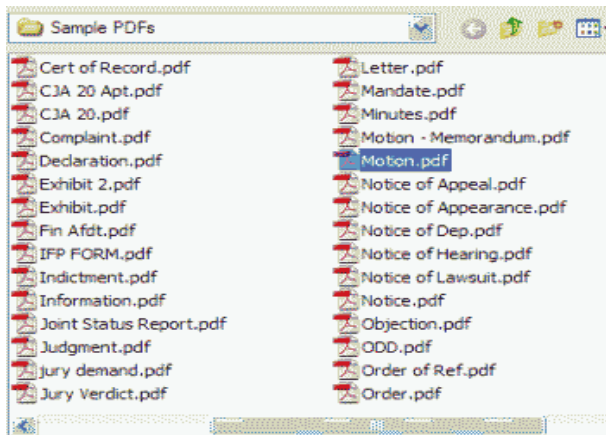 Sample PDFs
Cert of Record.pdf
CJA 20 Apt.pdf
CJA 20.pdf
Complaint.pdf
Declaration.pdf
Exhibit 2.pdf
Exhibit.pdf
Fin Afdt.pdf
IFP FORM.pdf
Indictment.pdf
Information.pdf
Joint Status Report.pdf
Judgment.pdf
jury demand.pdf
Jury Verdict.pdf
Letter.pdf
Mandate.pdf
Minutes.pdf
Motion - Memorandum.pdf
Motion.pdf
Notice of Appeal.pdf
Notice of Appearance.pdf
Notice of Dep.pdf
Notice of Hearing.pdf
Notice of Lawsuit.pdf
Notice.pdf
Objection.pdf
ODD.pdf
Order of Ref.pdf
Order.pdf